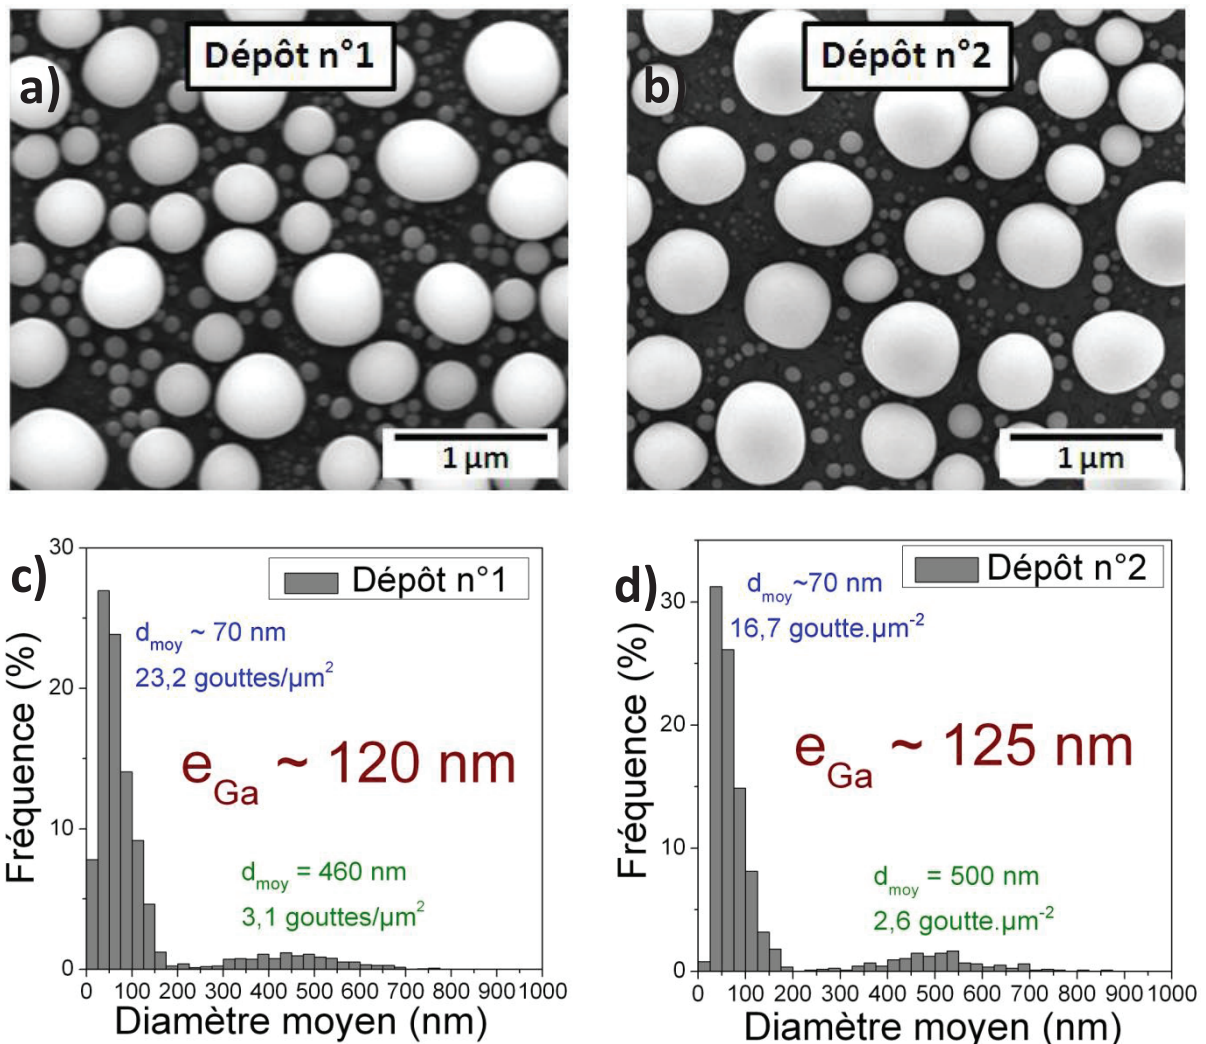 a)
Dépôt n°1
1 µm
b)
Dépôt n°2
1 µm
c)
30
20
10
0
Fréquence (%)
Dépôt n°1
dmoy ~ 70 nm
23,2 gouttes/µm²
eGa ~ 120 nm
dmoy = 460 nm
3,1 gouttes/µm²
0 100 200 300 400 500 600 700 800 900 1000
Diamètre moyen (nm)
d)
30
20
10
0
Fréquence (%)
Dépôt n°2
dmoy ~70 nm
16,7 goutte.µm-2
eGa ~ 125 nm
dmoy = 500 nm
2,6 goutte.µm-2
0 100 200 300 400 500 600 700 800 900 1000
Diamètre moyen (nm)